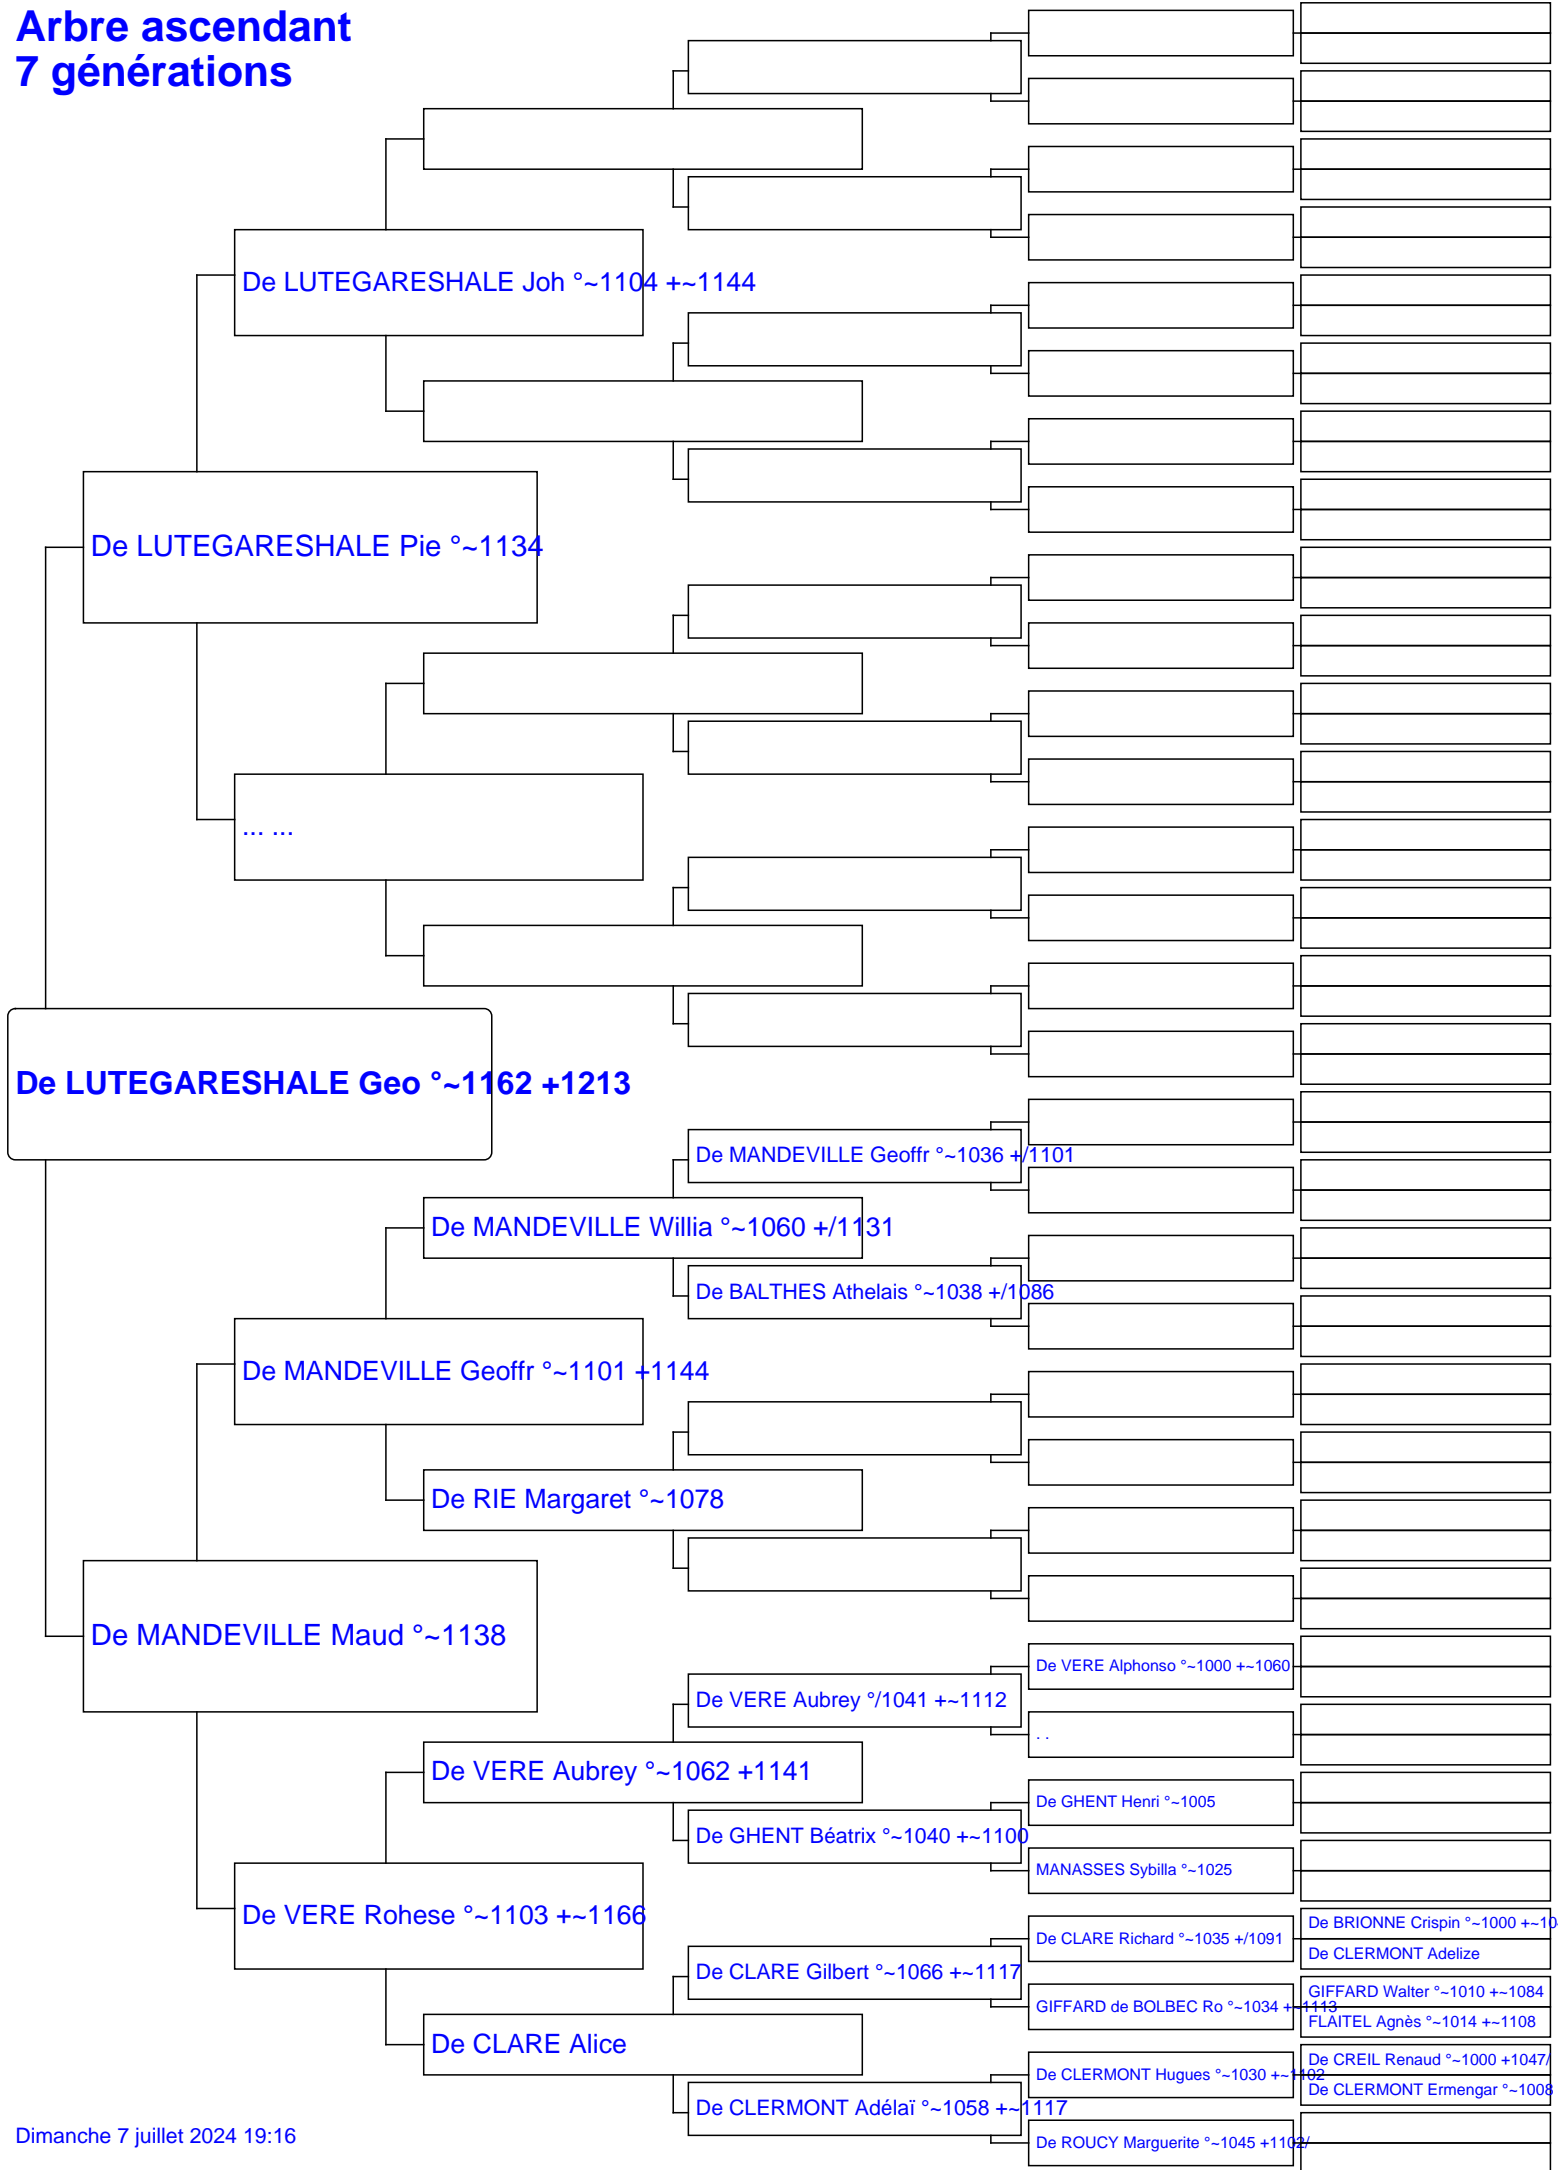 Arbre ascendant
7 générations
De LUTEGARESHALE Joh °~1104 +~1144
De LUTEGARESHALE Pie °~1134
... ...
De LUTEGARESHALE Geo °~1162 +1213
De MANDEVILLE Geoffr °~1036 +/1101
De MANDEVILLE Willia °~1060 +/1131
De BALTHES Athelais °~1038 +/1086
De MANDEVILLE Geoffr °~1101 +1144
De RIE Margaret °~1078
De MANDEVILLE Maud °~1138
De VERE Alphonso °~1000 +~1060
De VERE Aubrey °/1041 +~1112
. .
De VERE Aubrey °~1062 +1141
De GHENT Henri °~1005
De GHENT Béatrix °~1040 +~1100
MANASSES Sybilla °~1025
De VERE Rohese °~1103 +~1166
De BRIONNE Crispin °~1000 +~10
De CLARE Richard °~1035 +/1091
De CLERMONT Adelize
De CLARE Gilbert °~1066 +~1117
GIFFARD Walter °~1010 +~1084
GIFFARD de BOLBEC Ro °~1034 +~1113
FLAITEL Agnès °~1014 +~1108
De CLARE Alice
De CREIL Renaud °~1000 +1047/
De CLERMONT Hugues °~1030 +~1102
De CLERMONT Ermengar °~1008
De CLERMONT Adélaï °~1058 +~1117
De ROUCY Marguerite °~1045 +1102/
Dimanche 7 juillet 2024 19:16